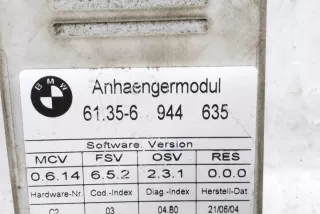 BMW
Anhaengermodul
61.35-6 944 635
Software. Version
MCV FSV OSV RES
0.6.14 6.5.2 2.3.1 0.0.0
Hardware-Nr. Cod.-Index Diag.-Index Herstell-Dat.
C2 03 04.80 21/06/04